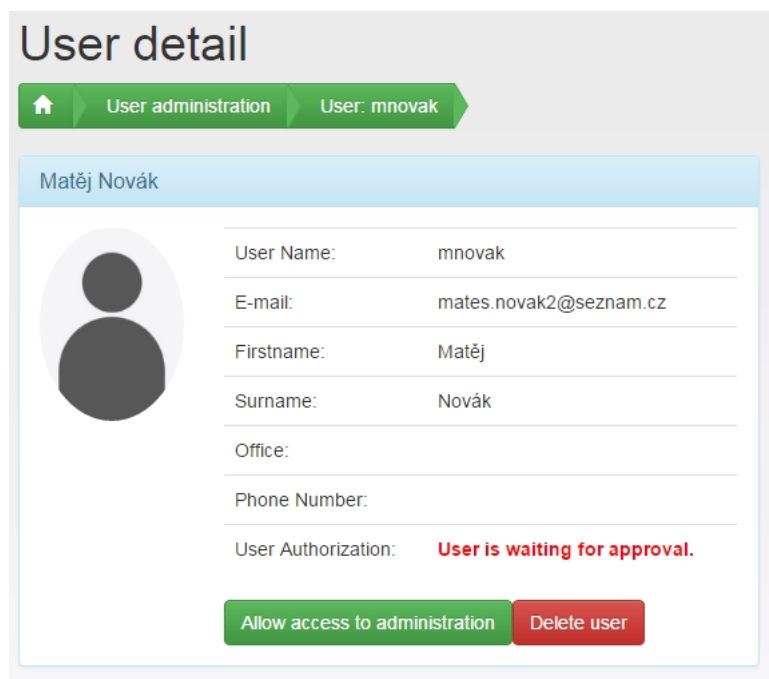 User detail
User administration User: mnovak
Matěj Novák
User Name: mnovak
E-mail: mates.novak2@seznam.cz
Firstname: Matěj
Surname: Novák
Office:
Phone Number:
User Authorization: User is waiting for approval.
Allow access to administration Delete user